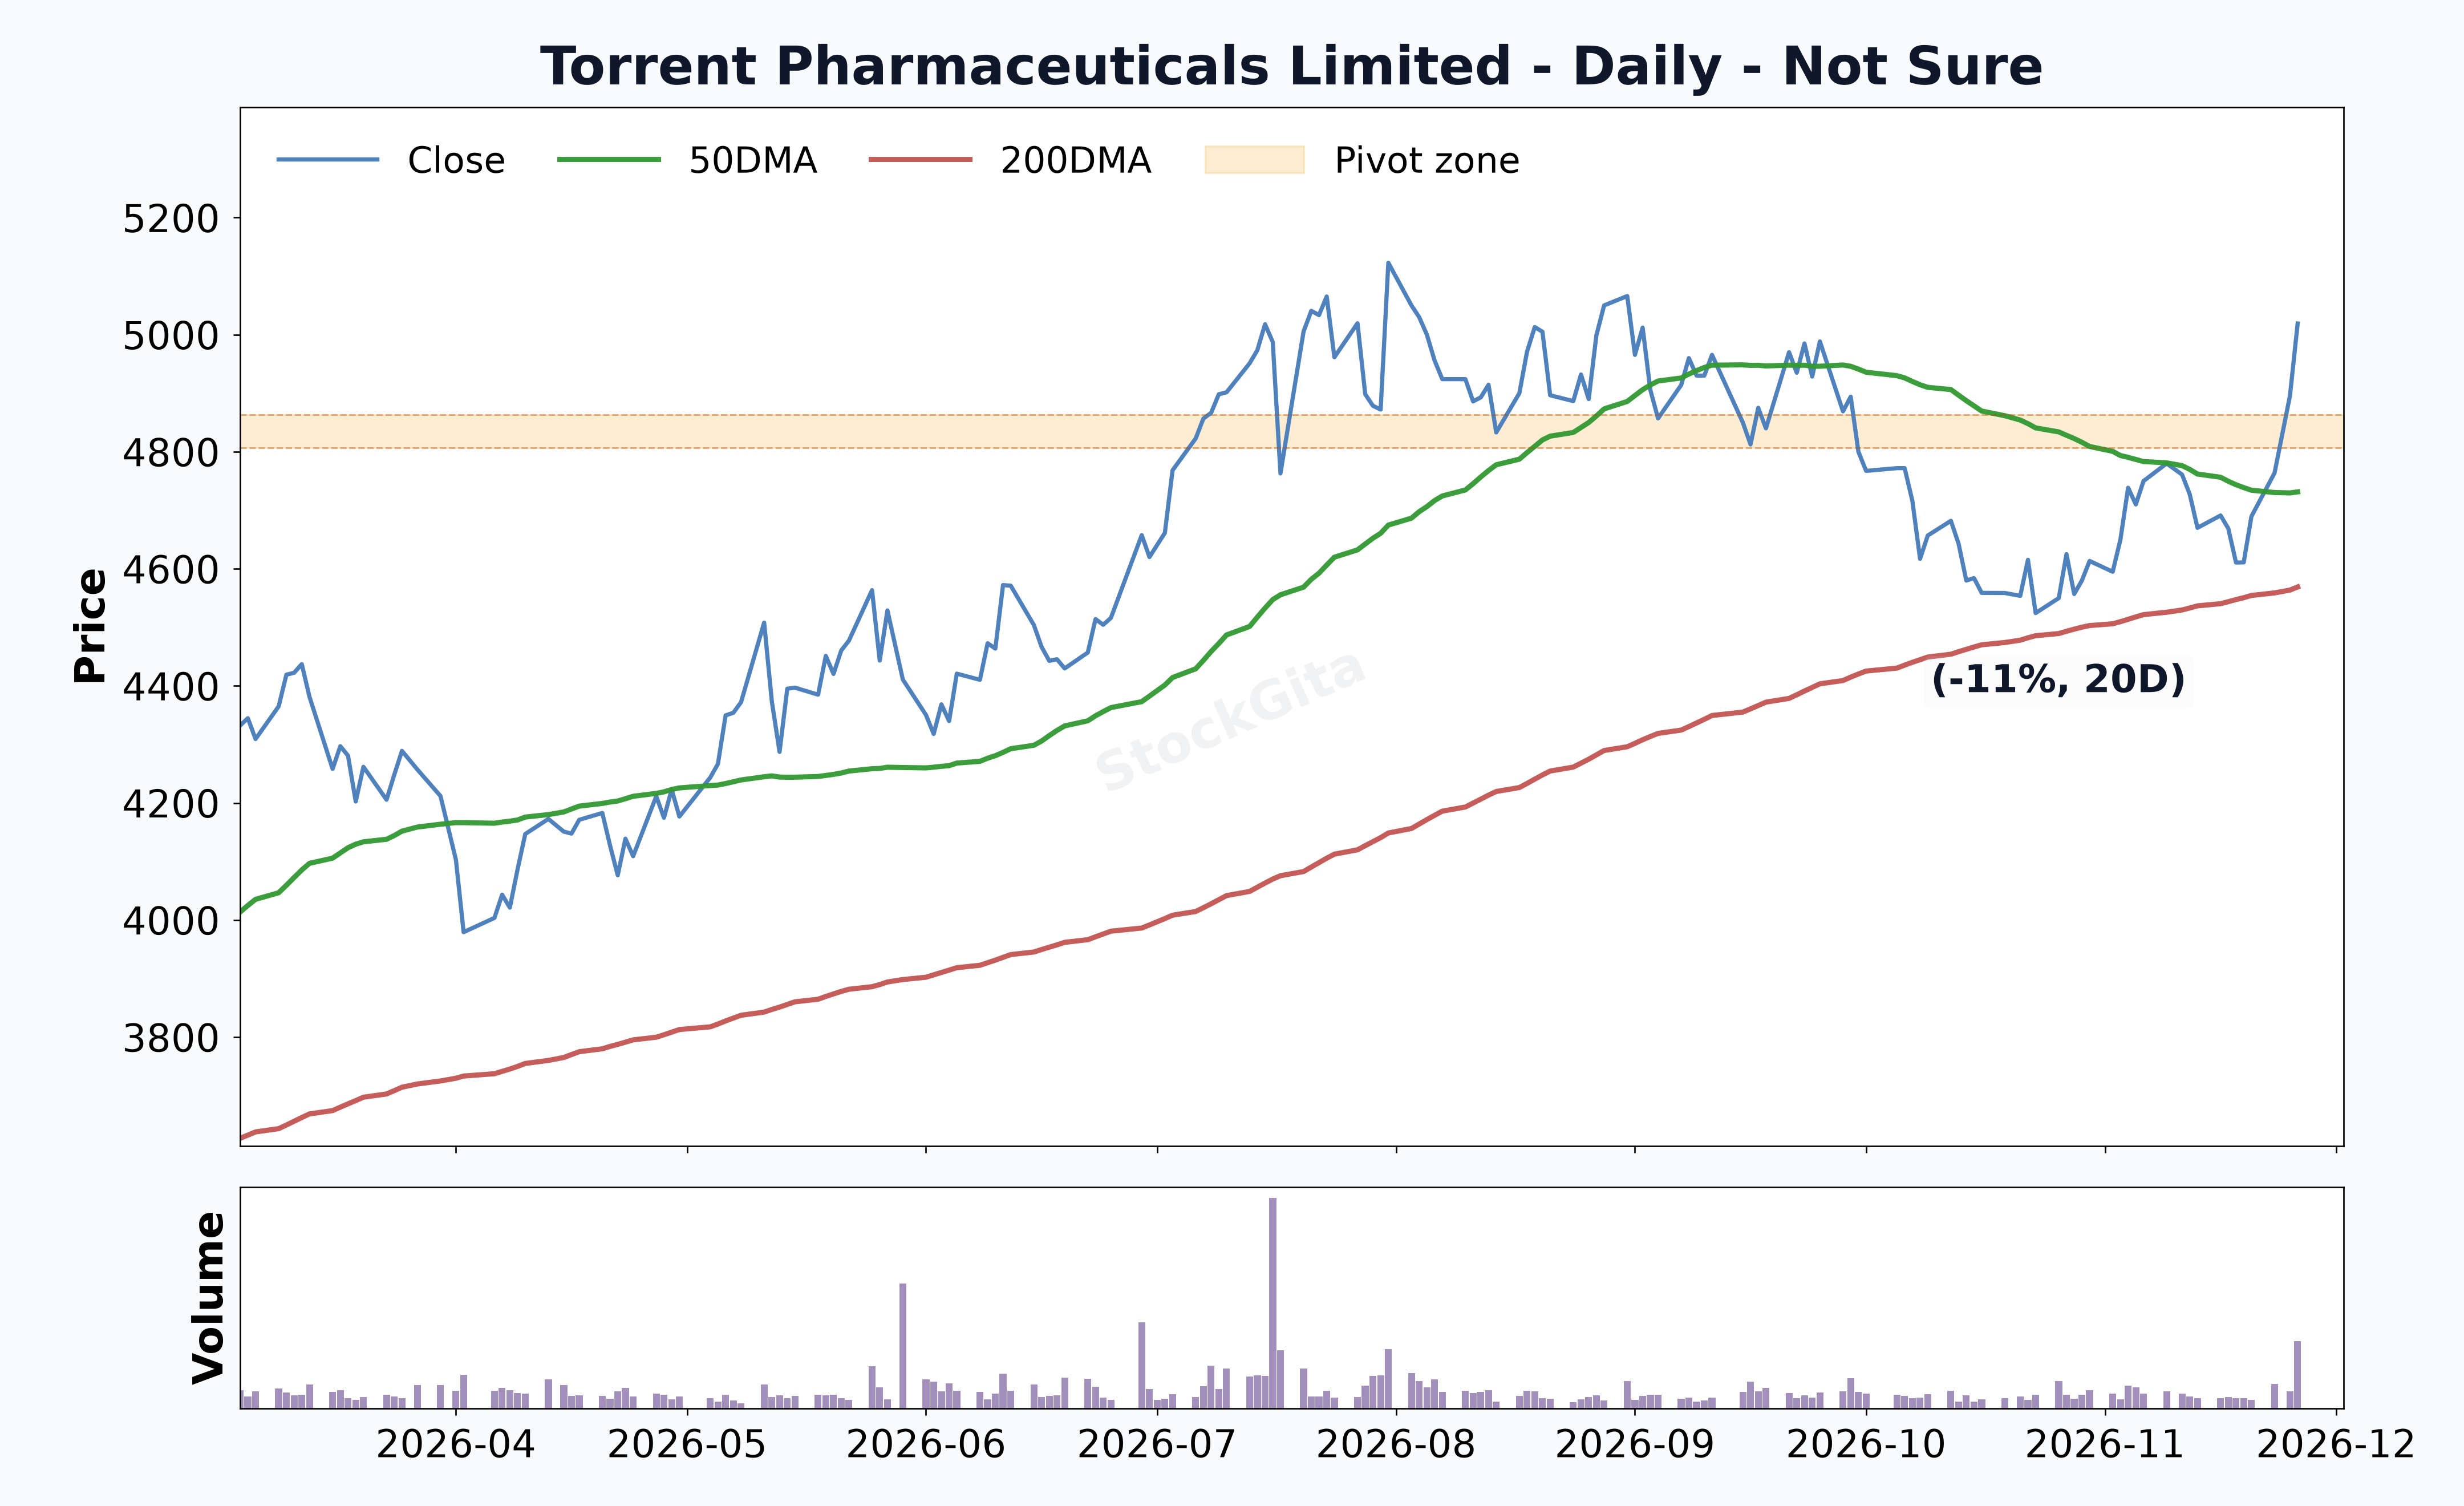 Torrent Pharmaceuticals Limited - Daily - Not Sure
Close 50DMA 200DMA Pivot zone
5200
5000
4800
4600
4400
4200
4000
3800
Price
(-11%, 20D)
StockGita
Volume
2026-04 2026-05 2026-06 2026-07 2026-08 2026-09 2026-10 2026-11 2026-12